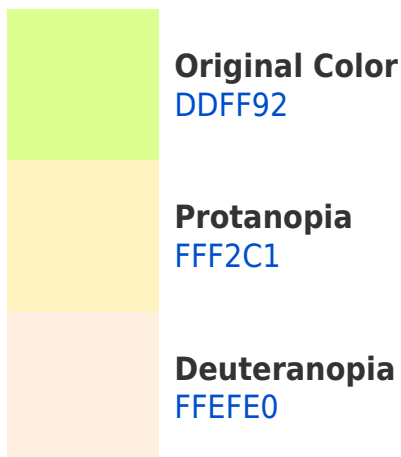 Original Color
DDFF92
Protanopia
FFF2C1
Deuteranopia
FFEFE0